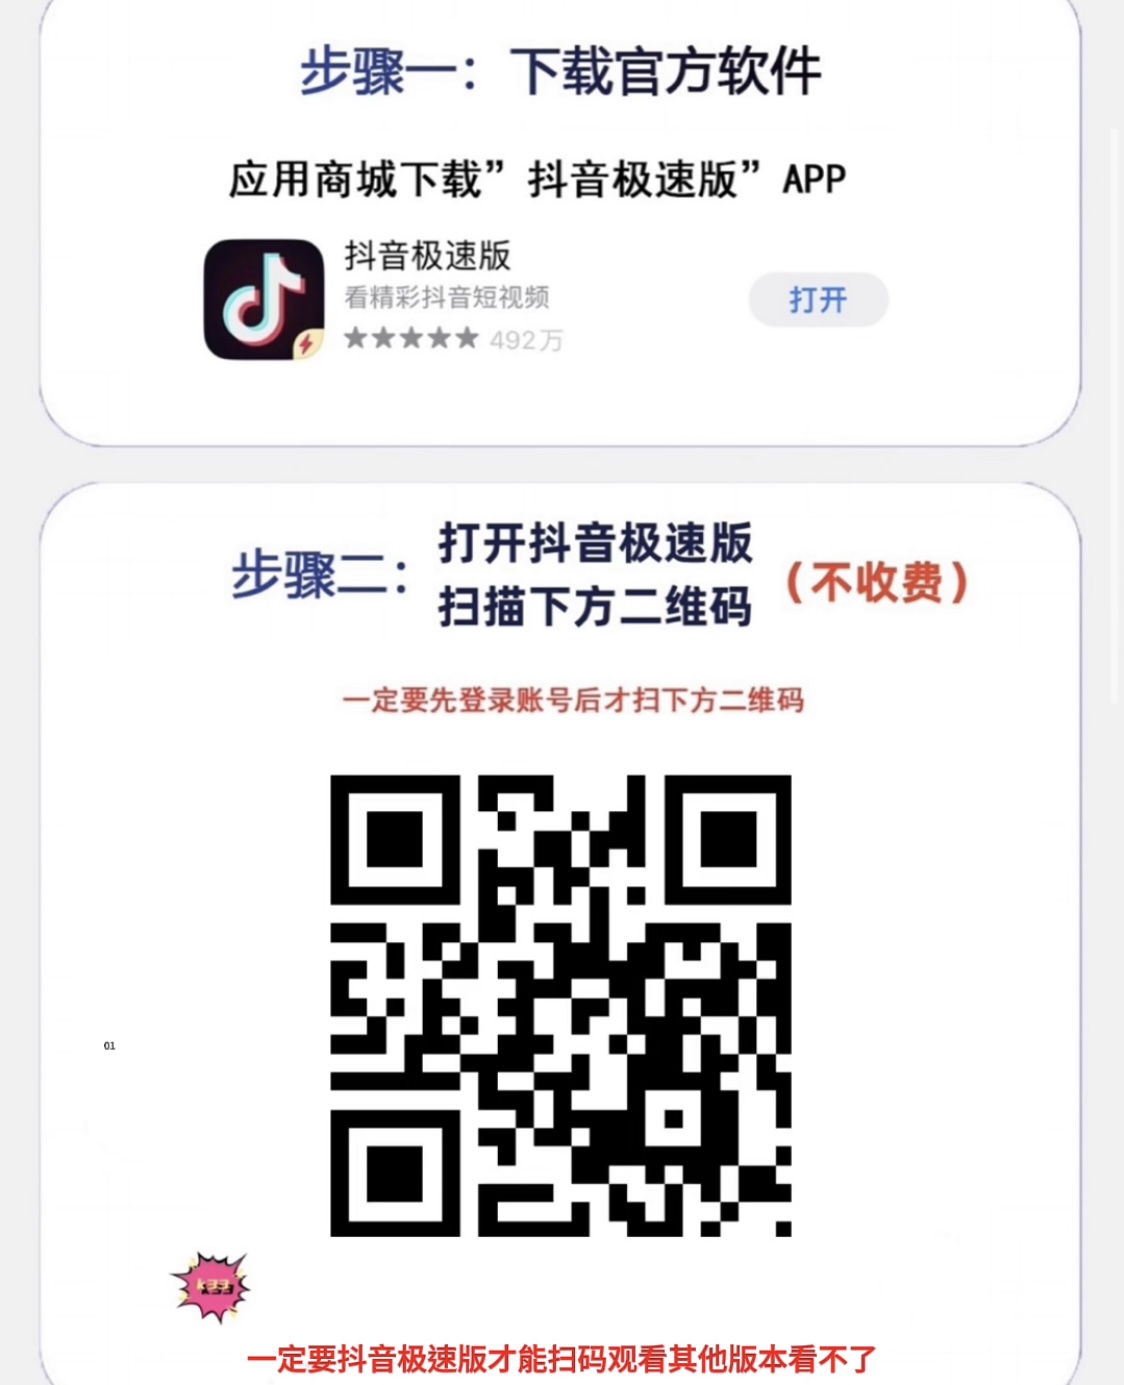 步骤一：下载官方软件
应用商城下载”抖音极速版”APP
抖音极速版
看精彩抖音短视频
★★★★★ 492万
打开
步骤二：
打开抖音极速版
扫描下方二维码
（不收费）
一定要先登录账号后才扫下方二维码
01
k33
一定要抖音极速版才能扫码观看其他版本看不了